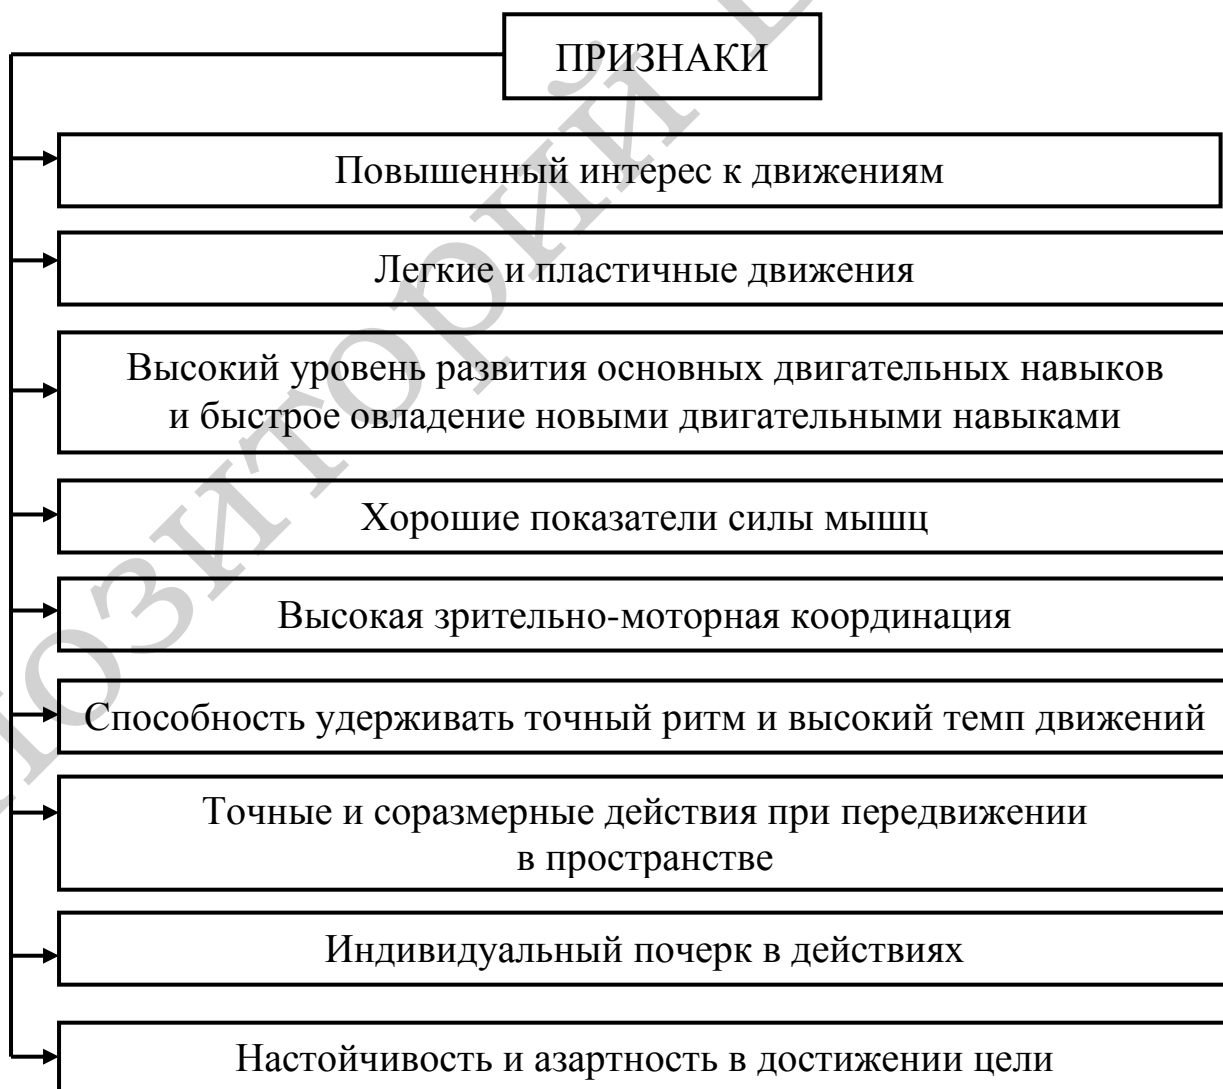 ПРИЗНАКИ
Повышенный интерес к движениям
Легкие и пластичные движения
Высокий уровень развития основных двигательных навыков
и быстрое овладение новыми двигательными навыками
Хорошие показатели силы мышц
Высокая зрительно-моторная координация
Способность удерживать точный ритм и высокий темп движений
Точные и соразмерные действия при передвижении
в пространстве
Индивидуальный почерк в действиях
Настойчивость и азартность в достижении цели